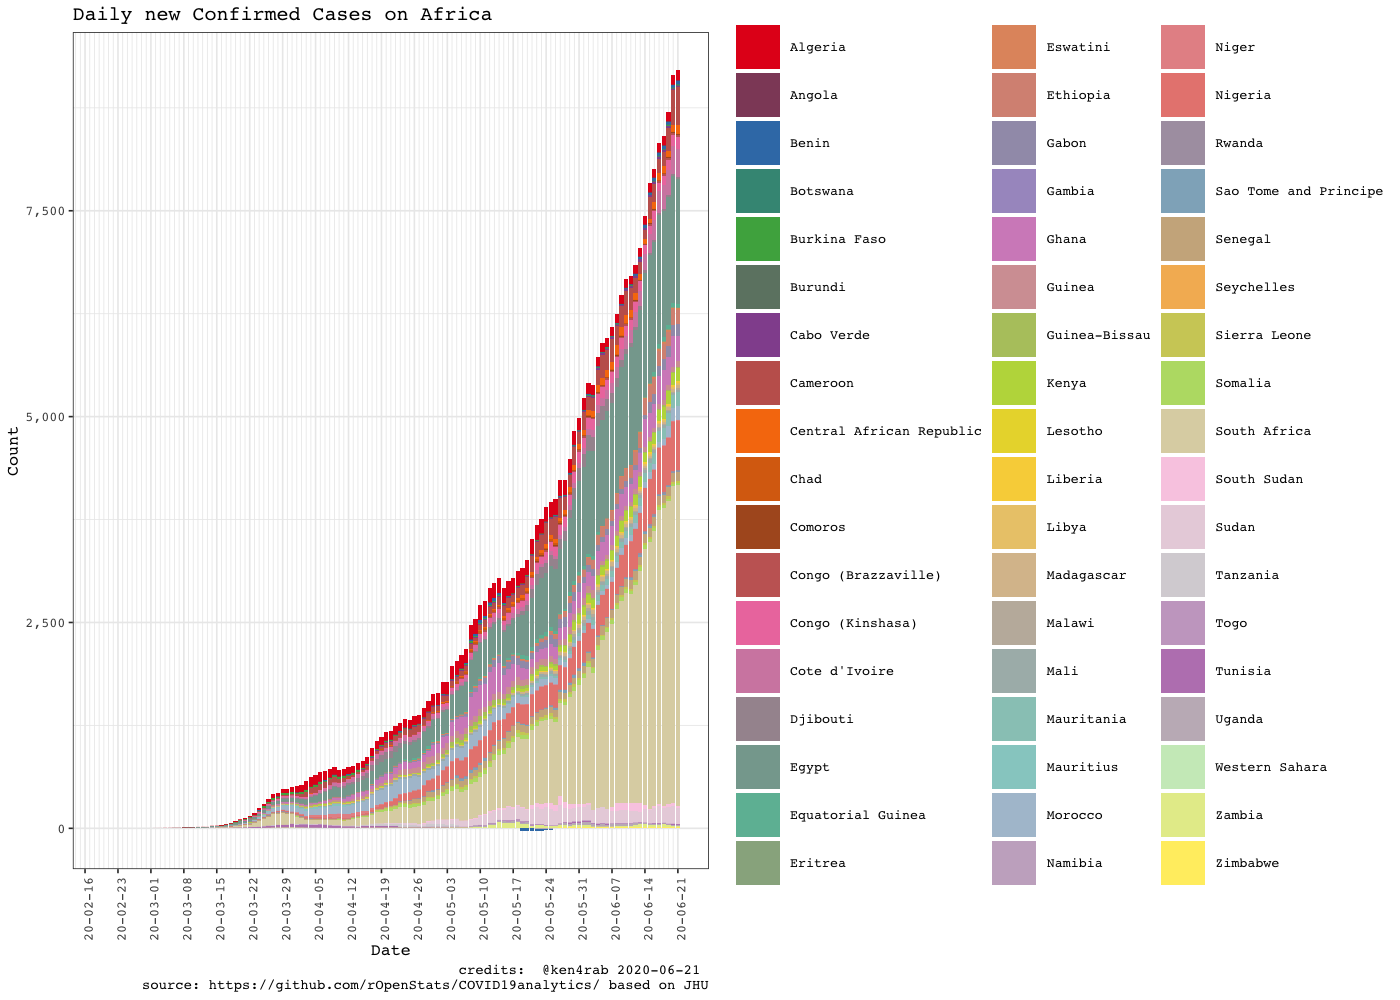 Daily new Confirmed Cases on Africa
Count
7,500
5,000
2,500
0
20-02-16
20-02-23
20-03-01
20-03-08
20-03-15
20-03-22
20-03-29
20-04-05
20-04-12
20-04-19
20-04-26
20-05-03
20-05-10
20-05-17
20-05-24
20-05-31
20-06-07
20-06-14
20-06-21
Date
Algeria
Angola
Benin
Botswana
Burkina Faso
Burundi
Cabo Verde
Cameroon
Central African Republic
Chad
Comoros
Congo (Brazzaville)
Congo (Kinshasa)
Cote d'Ivoire
Djibouti
Egypt
Equatorial Guinea
Eritrea
Eswatini
Ethiopia
Gabon
Gambia
Ghana
Guinea
Guinea-Bissau
Kenya
Lesotho
Liberia
Libya
Madagascar
Malawi
Mali
Mauritania
Mauritius
Morocco
Namibia
Niger
Nigeria
Rwanda
Sao Tome and Principe
Senegal
Seychelles
Sierra Leone
Somalia
South Africa
South Sudan
Sudan
Tanzania
Togo
Tunisia
Uganda
Western Sahara
Zambia
Zimbabwe
credits: @ken4rab 2020-06-21
source: https://github.com/rOpenStats/COVID19analytics/ based on JHU